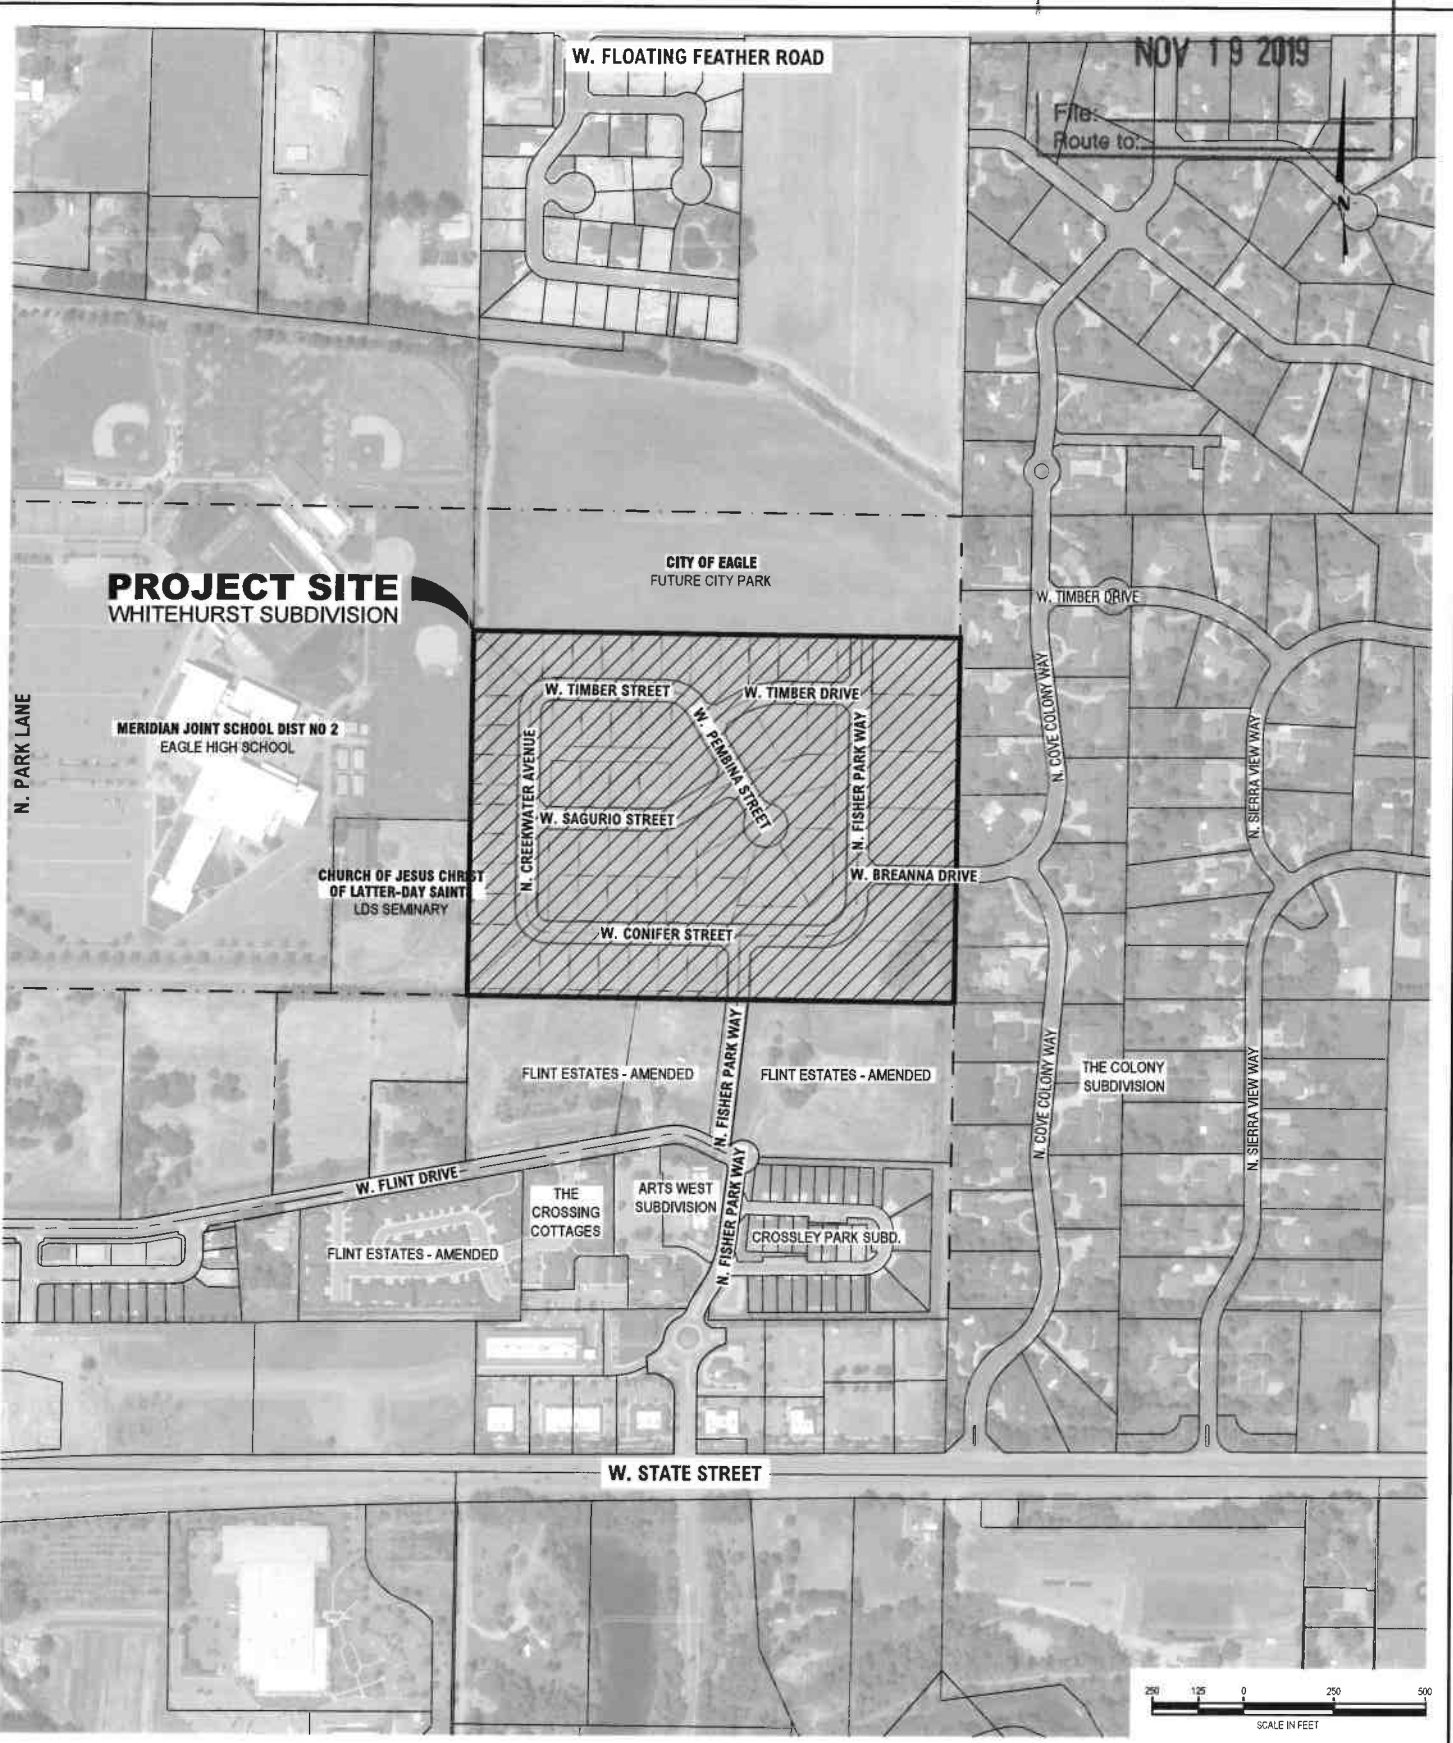 W. FLOATING FEATHER ROAD
NOV 19 2019
File:
Route to:
N
CITY OF EAGLE
FUTURE CITY PARK
PROJECT SITE
WHITEHURST SUBDIVISION
W. TIMBER DRIVE
N. PARK LANE
MERIDIAN JOINT SCHOOL DIST NO 2
EAGLE HIGH SCHOOL
W. TIMBER STREET
W. TIMBER DRIVE
W. PEMBINA STREET
N. FISHER PARK WAY
N. CREEKWATER AVENUE
W. SAGURIO STREET
N. COVE COLONY WAY
N. SIERRA VIEW WAY
CHURCH OF JESUS CHRIST
OF LATTER-DAY SAINT
LDS SEMINARY
W. BREANNA DRIVE
W. CONIFER STREET
FLINT ESTATES - AMENDED
N. FISHER PARK WAY
FLINT ESTATES - AMENDED
N. COVE COLONY WAY
THE COLONY
SUBDIVISION
N. SIERRA VIEW WAY
W. FLINT DRIVE
THE
CROSSING
COTTAGES
ARTS WEST
SUBDIVISION
N. FISHER PARK WAY
CROSSLEY PARK SUBD.
FLINT ESTATES - AMENDED
W. STATE STREET
250 125 0 250 500
SCALE IN FEET